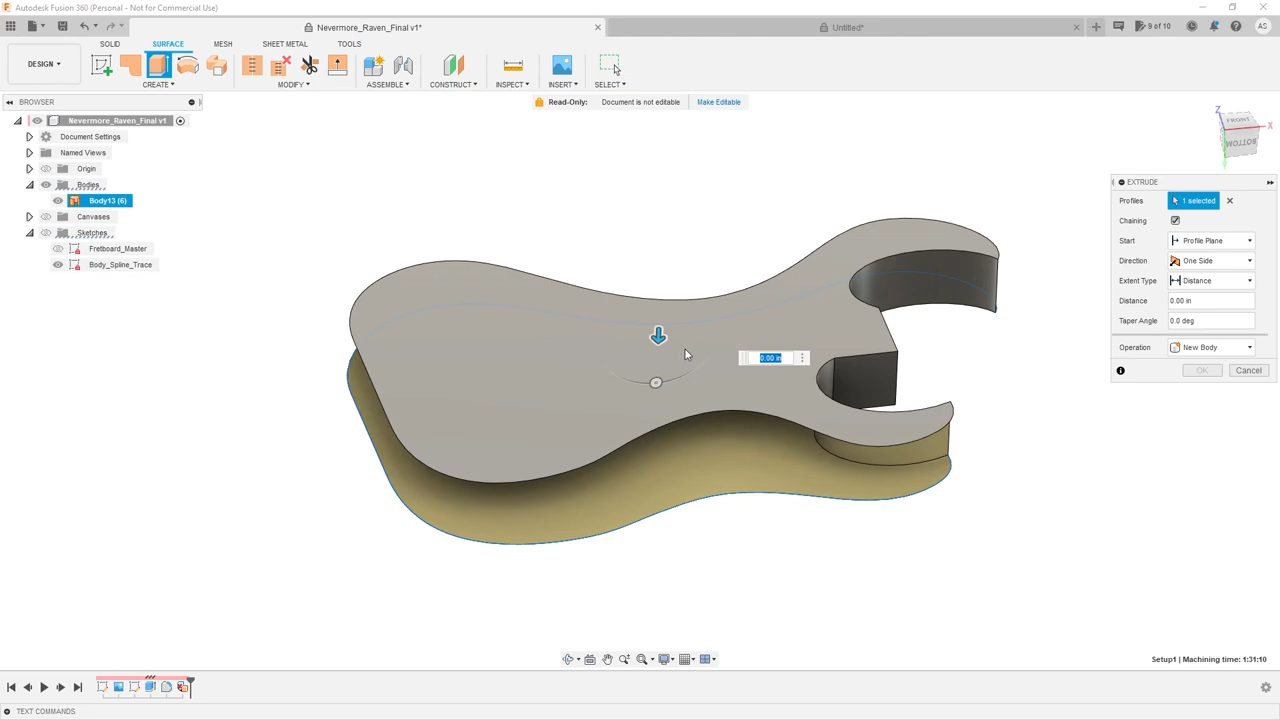 Autodesk Fusion 360 (Personal - Not for Commercial Use)
Nevermore_Raven_Final v1*
Untitled*
9 of 10
AS
DESIGN
SOLID
SURFACE
MESH
SHEET METAL
TOOLS
CREATE
MODIFY
ASSEMBLE
CONSTRUCT
INSPECT
INSERT
SELECT
BROWSER
Read-Only: Document is not editable Make Editable
Nevermore_Raven_Final v1
Document Settings
Named Views
Origin
Bodies
Body13 (6)
Canvases
Sketches
Fretboard_Master
Body_Spline_Trace
Z
X
FRONT
BOTTOM
0.00 in
EXTRUDE
Profiles 1 selected
Chaining
Start Profile Plane
Direction One Side
Extent Type Distance
Distance 0.00 in
Taper Angle 0.0 deg
Operation New Body
OK Cancel
Setup1 | Machining time: 1:31:10
TEXT COMMANDS